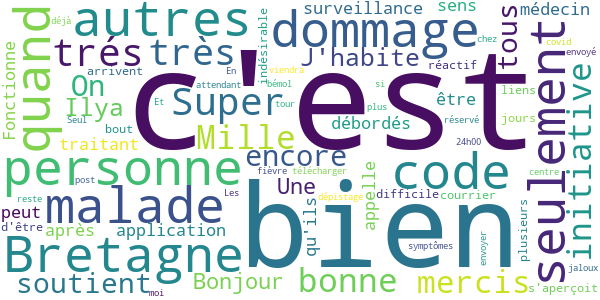 déjà
autres
surveillance
sens
médecin
quand
dommage
indésirable
tous
chez
covid
envoyé
Fonctionne
trés
très
J'habite
réactif
seulement
arrivent
En
viendra
c'est
On
attendant
bémol
si
être
liens
initiative
Ilya
Super
Et
tour
plus
débordés
réservé
jours
Seul
bout
Mille
24h00
traitant
encore
personne
fièvre
télécharger
code
centre
reste
post
Les
Une
dépistage
appelle
difficile
courrier
malade
bien
peut
d'être
qu'ils
après
application
symptômes
envoyer
plusieurs
Bretagne
jaloux
soutient
moi
Bonjour
bonne
mercis
s'aperçoit